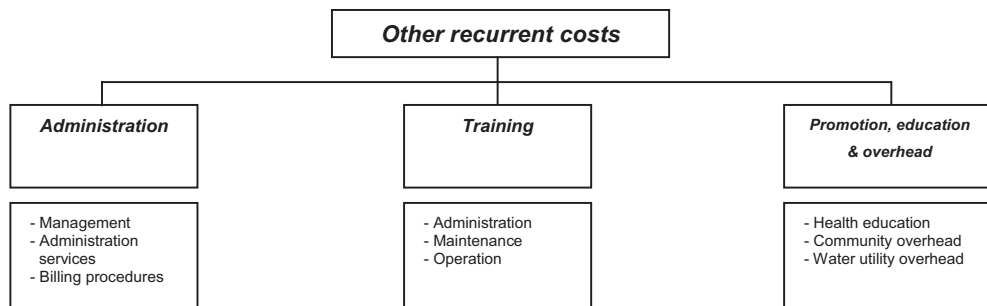 Other recurrent costs
Administration
Training
Promotion, education
& overhead
- Management
- Administration
services
- Billing procedures
- Administration
- Maintenance
- Operation
- Health education
- Community overhead
- Water utility overhead